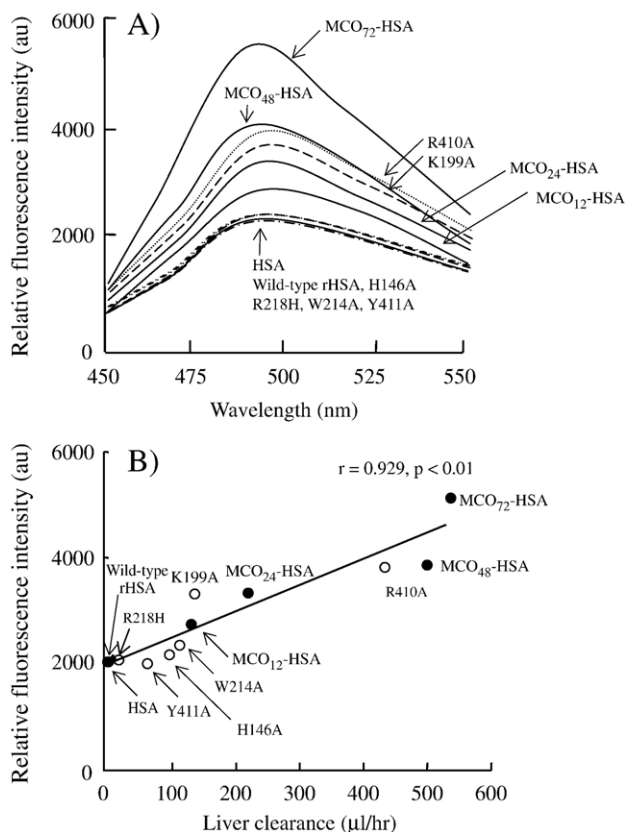 A)
Relative fluorescence intensity (au)
6000
4000
2000
0
MCO72-HSA
MCO48-HSA
R410A
K199A
MCO24-HSA
MCO12-HSA
HSA
Wild-type rHSA, H146A
R218H, W214A, Y411A
450
475
500
525
550
Wavelength (nm)
B)
Relative fluorescence intensity (au)
6000
4000
2000
0
r = 0.929, p < 0.01
MCO72-HSA
Wild-type
rHSA
K199A
MCO24-HSA
MCO48-HSA
R410A
R218H
MCO12-HSA
W214A
HSA
Y411A
H146A
0
100
200
300
400
500
600
Liver clearance (µl/hr)